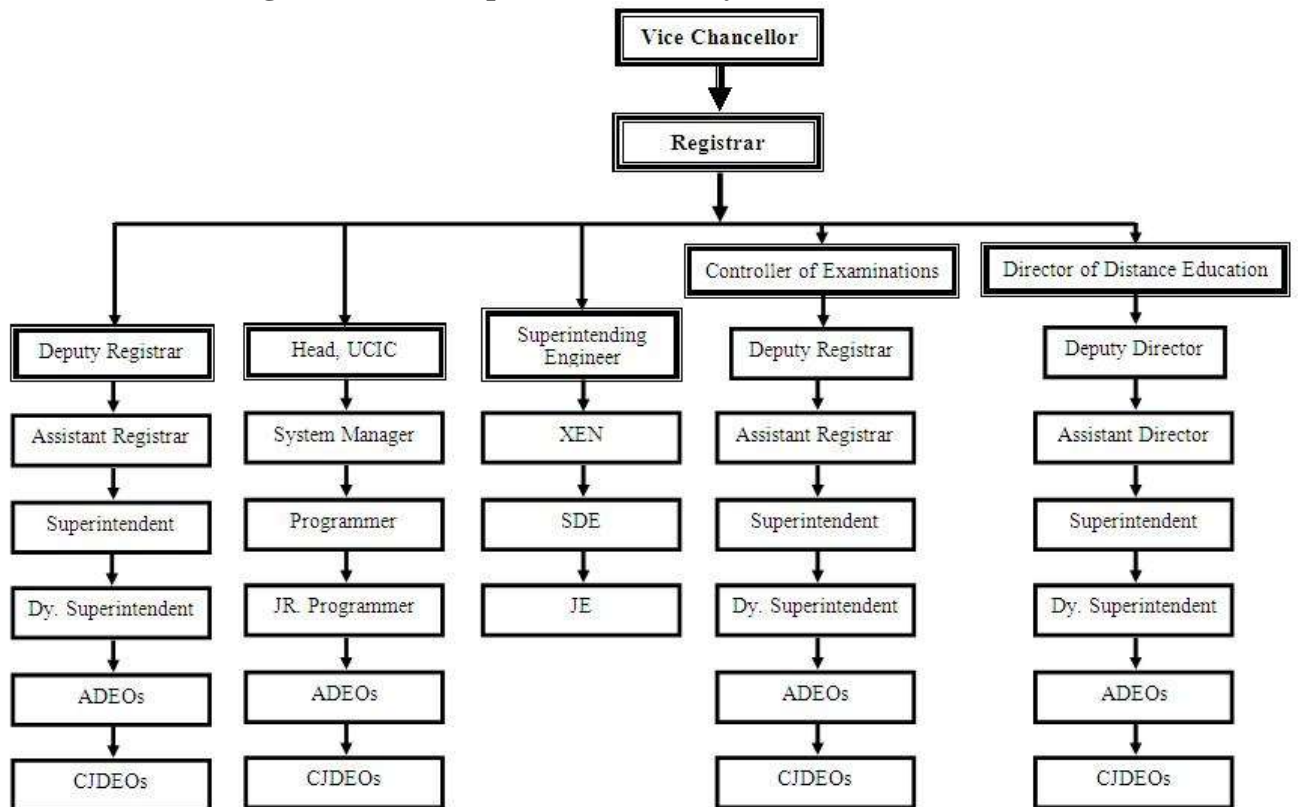 Vice Chancellor
Registrar
Deputy Registrar
Assistant Registrar
Superintendent
Dy. Superintendent
ADEOs
CJDEOs
Head, UCIC
System Manager
Programmer
JR. Programmer
ADEOs
CJDEOs
Superintending
Engineer
XEN
SDE
JE
Controller of Examinations
Deputy Registrar
Assistant Registrar
Superintendent
Dy. Superintendent
ADEOs
CJDEOs
Director of Distance Education
Deputy Director
Assistant Director
Superintendent
Dy. Superintendent
ADEOs
CJDEOs